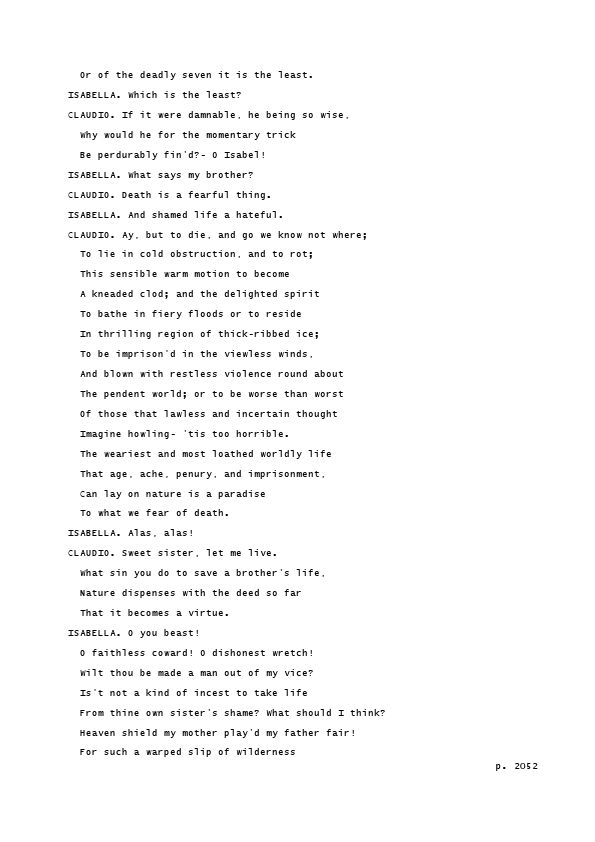 Or of the deadly seven it is the least.
ISABELLA. Which is the least?
CLAUDIO. If it were damnable, he being so wise,
Why would he for the momentary trick
Be perdurably fin'd?- O Isabel!
ISABELLA. What says my brother?
CLAUDIO. Death is a fearful thing.
ISABELLA. And shamed life a hateful.
CLAUDIO. Ay, but to die, and go we know not where;
To lie in cold obstruction, and to rot;
This sensible warm motion to become
A kneaded clod; and the delighted spirit
To bathe in fiery floods or to reside
In thrilling region of thick-ribbed ice;
To be imprison'd in the viewless winds,
And blown with restless violence round about
The pendent world; or to be worse than worst
Of those that lawless and incertain thought
Imagine howling- 'tis too horrible.
The weariest and most loathed worldly life
That age, ache, penury, and imprisonment,
Can lay on nature is a paradise
To what we fear of death.
ISABELLA. Alas, alas!
CLAUDIO. Sweet sister, let me live.
What sin you do to save a brother's life,
Nature dispenses with the deed so far
That it becomes a virtue.
ISABELLA. O you beast!
O faithless coward! O dishonest wretch!
Wilt thou be made a man out of my vice?
Is't not a kind of incest to take life
From thine own sister's shame? What should I think?
Heaven shield my mother play'd my father fair!
For such a warped slip of wilderness
p. 2052